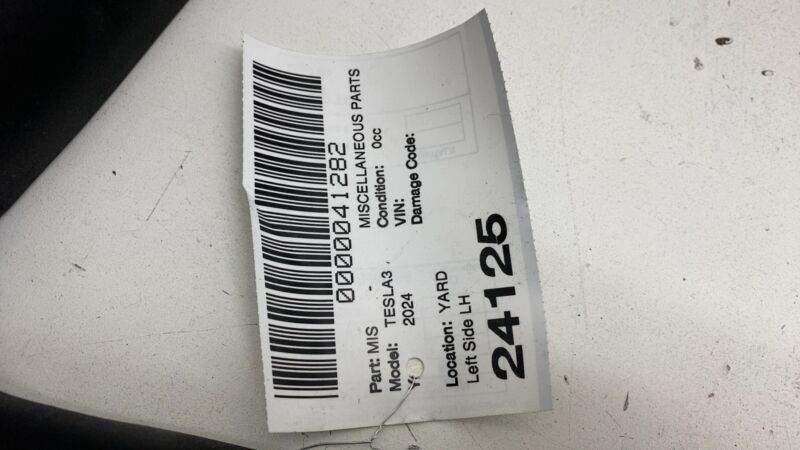 0000041282
Part: MIS - MISCELLANEOUS PARTS
Model: TESLA3 Condition: 0cc
2024 VIN:
Damage Code:
Location: YARD
Left Side LH
24125